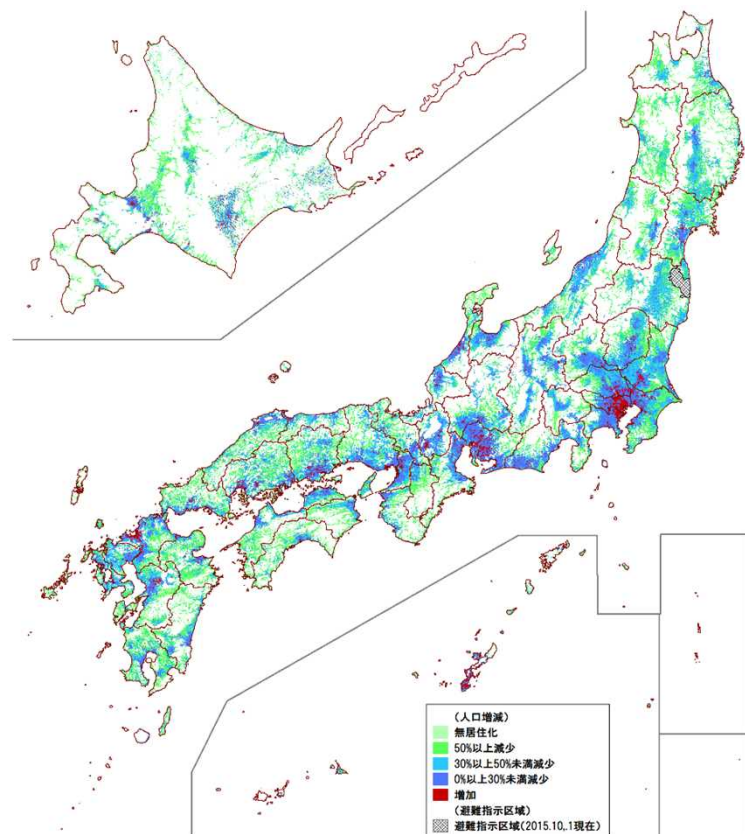 （人口増減）
無居住化
50%以上減少
30%以上50%未満減少
0%以上30%未満減少
増加
（避難指示区域）
避難指示区域(2015.10..1現在)